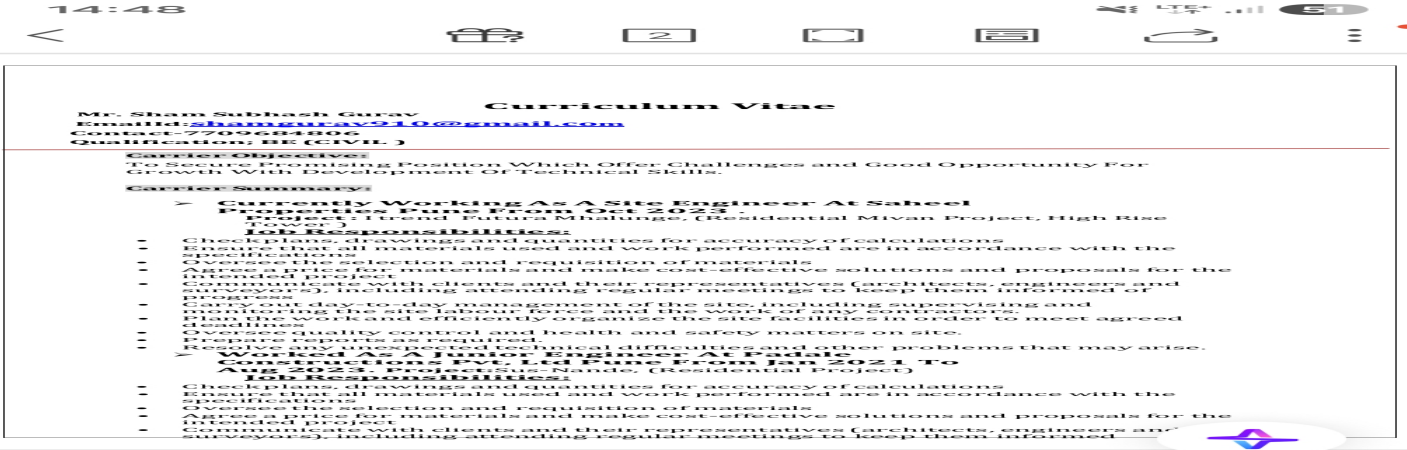 14:48
LTE+
51
2
Curriculum Vitae
Mr. Sham Subhash Gurav
EmailId:shamgurav910@gmail.com
Contact-7709684806
Qualification; BE (CIVIL )
Carrier Objective:
To Secure Promising Position Which Offer Challenges and Good Opportunity For
Growth With Development Of Technical Skills.
Carrier Summary:
➢ Currently Working As A Site Engineer At Saheel
Properties Pune From Oct 2023 .
Project : Itrend Futura Mhalunge, (Residential Mivan Project, High Rise
Tower )
Job Responsibilities:
• Check plans, drawings and quantities for accuracy of calculations
• Ensure that all materials used and work performed are in accordance with the
specifications
• Oversee the selection and requisition of materials
• Agree a price for materials and make cost-effective solutions and proposals for the
intended project
• Communicate with clients and their representatives (architects, engineers and
surveyors), including attending regular meetings to keep them informed of
progress
• Carry out day-to-day management of the site, including supervising and
monitoring the site labour force and the work of any contractors.
• Plan the work and efficiently organize the site facilities in order to meet agreed
deadlines
• Oversee quality control and health and safety matters on site.
• Prepare reports as required.
• Resolve any unexpected technical difficulties and other problems that may arise.
➢ Worked As A Junior Engineer At Padale
Constructions Pvt. Ltd Pune From Jan 2021 To
Aug 2023. Project:Sus-Nande, (Residential Project)
Job Responsibilities:
• Check plans, drawings and quantities for accuracy of calculations
• Ensure that all materials used and work performed are in accordance with the
specifications
• Oversee the selection and requisition of materials
• Agree a price for materials and make cost-effective solutions and proposals for the
intended project
• Communicate with clients and their representatives (architects, engineers and
surveyors), including attending regular meetings to keep them informed